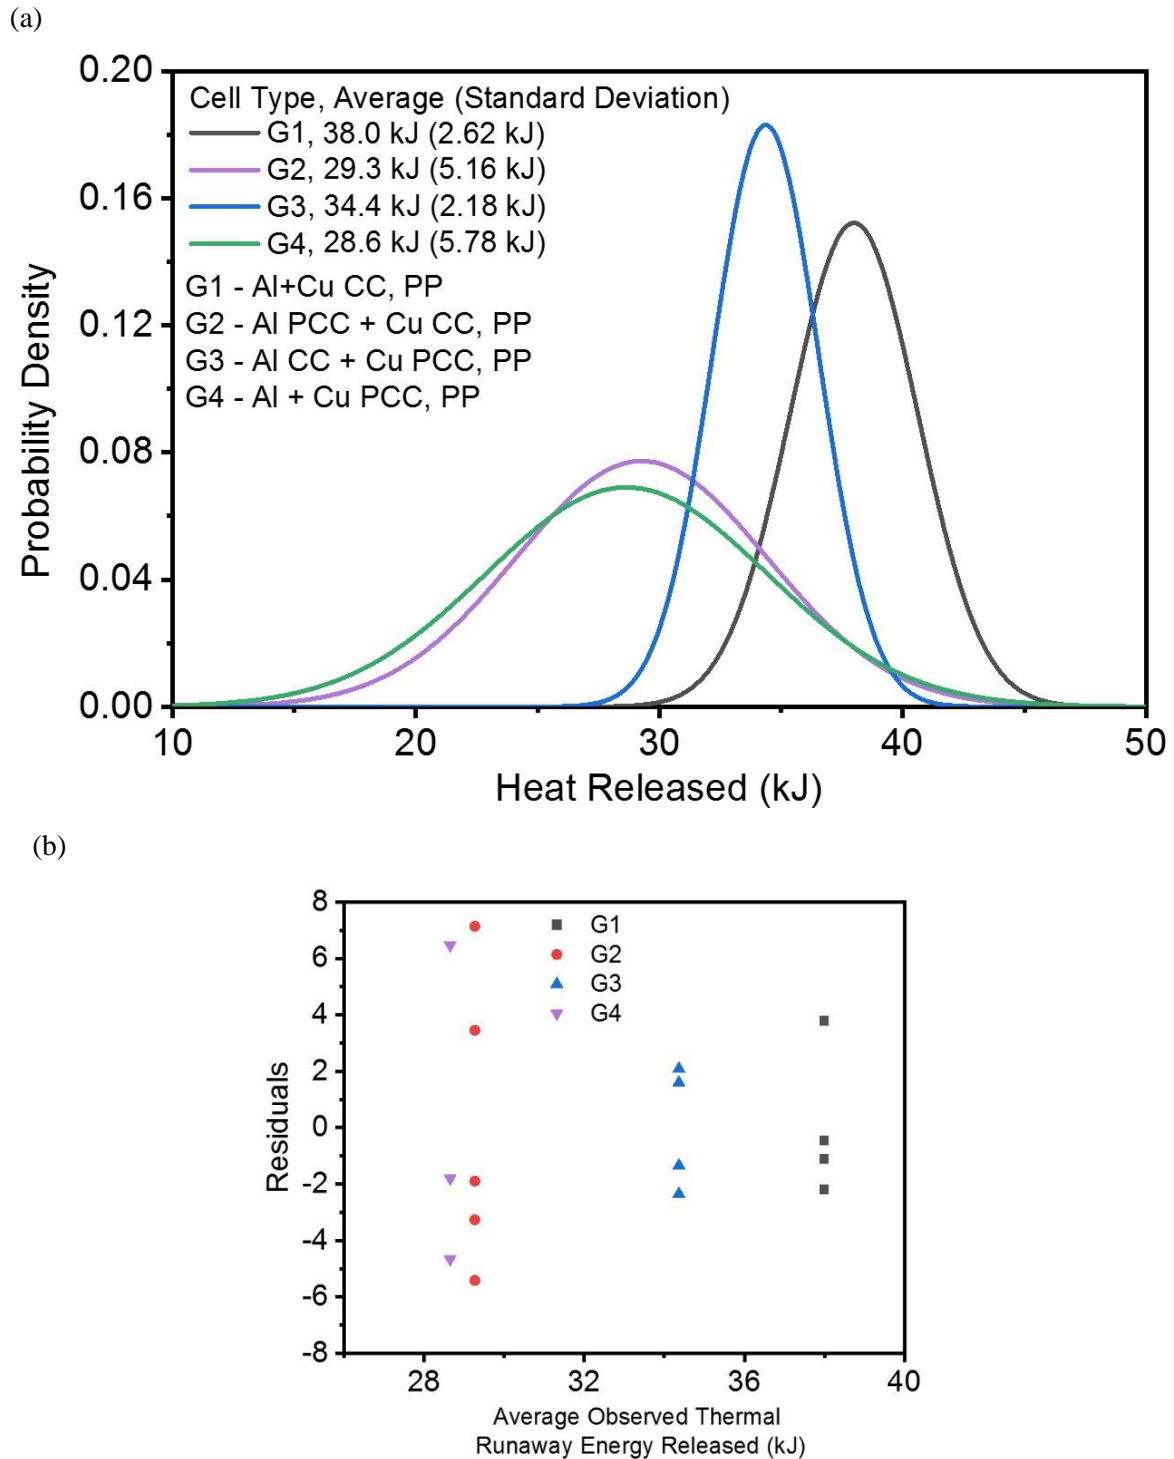 (a)
0.20
0.16
0.12
0.08
0.04
0.00
Probability Density
Cell Type, Average (Standard Deviation)
G1, 38.0 kJ (2.62 kJ)
G2, 29.3 kJ (5.16 kJ)
G3, 34.4 kJ (2.18 kJ)
G4, 28.6 kJ (5.78 kJ)
G1 - Al+Cu CC, PP
G2 - Al PCC + Cu CC, PP
G3 - Al CC + Cu PCC, PP
G4 - Al + Cu PCC, PP
10 20 30 40 50
Heat Released (kJ)
(b)
8
6
4
2
0
-2
-4
-6
-8
Residuals
G1
G2
G3
G4
28 32 36 40
Average Observed Thermal
Runaway Energy Released (kJ)